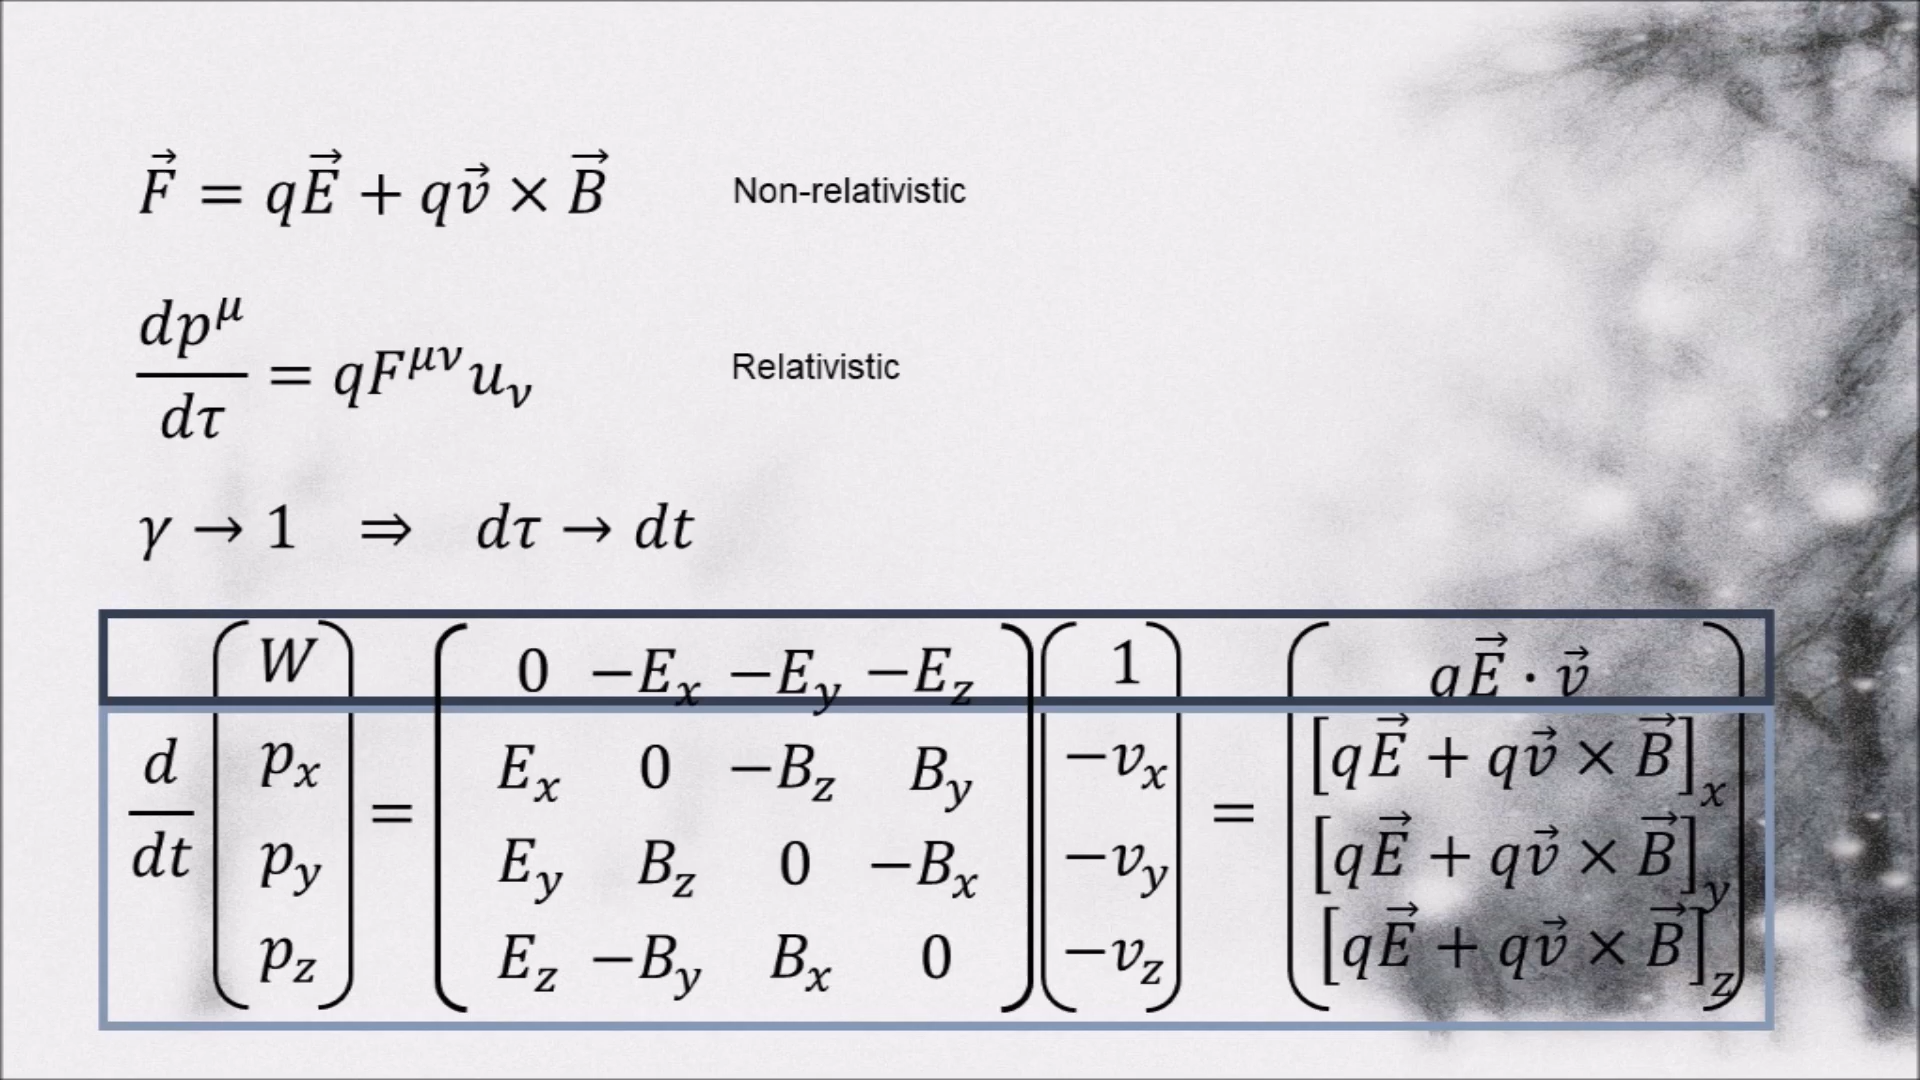 F⃗ = qE⃗ + qv⃗ × B⃗ Non-relativistic
dp^μ/dτ = qF^{μν}u_ν Relativistic
γ → 1 ⇒ dτ → dt
d/dt (W p_x p_y p_z) = (0 −E_x −E_y −E_z
E_x 0 −B_z B_y
E_y B_z 0 −B_x
E_z −B_y B_x 0) (1 −v_x −v_y −v_z) = (qE⃗ · v⃗
[qE⃗ + qv⃗ × B⃗]_x
[qE⃗ + qv⃗ × B⃗]_y
[qE⃗ + qv⃗ × B⃗]_z)